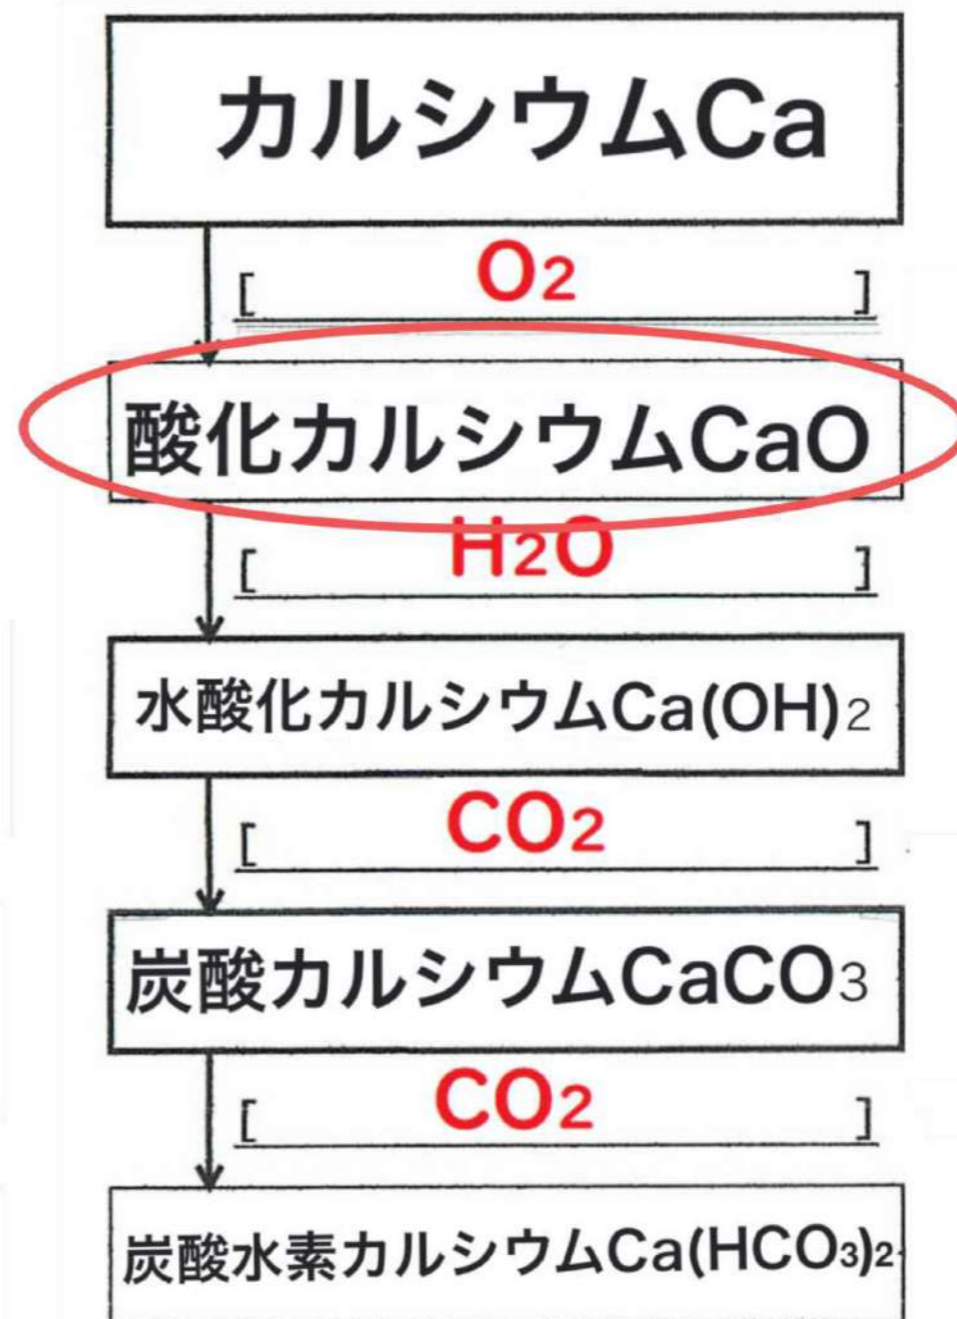 カルシウムCa
[ O2 ]
酸化カルシウムCaO
[ H2O ]
水酸化カルシウムCa(OH)2
[ CO2 ]
炭酸カルシウムCaCO3
[ CO2 ]
炭酸水素カルシウムCa(HCO3)2